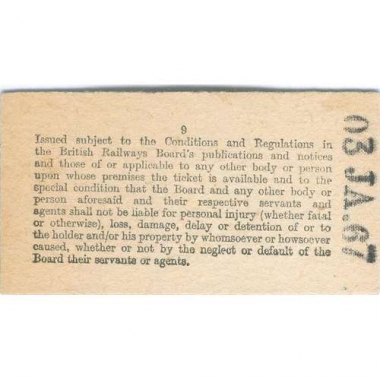 9
Issued subject to the Conditions and Regulations in
the British Railways Board's publications and notices
and those of or applicable to any other body or person
upon whose premises the ticket is available and to the
special condition that the Board and any other body or
person aforesaid and their respective servants and
agents shall not be liable for personal injury (whether fatal
or otherwise), loss, damage, delay or detention of or to
the holder and/or his property by whomsoever or howsoever
caused, whether or not by the neglect or default of the
Board their servants or agents.
03 JA.67